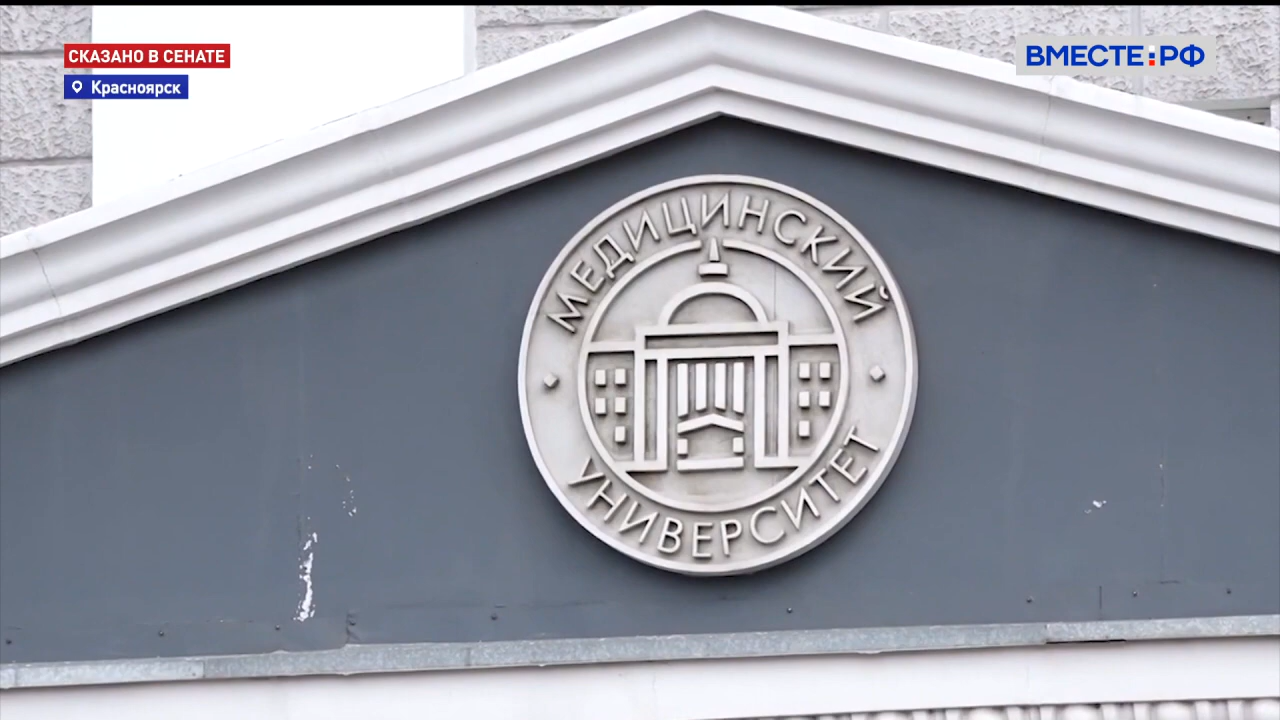 СКАЗАНО В СЕНАТЕ
Красноярск
ВМЕСТЕ:РФ
МЕДИЦИНСКИЙ
УНИВЕРСИТЕТ